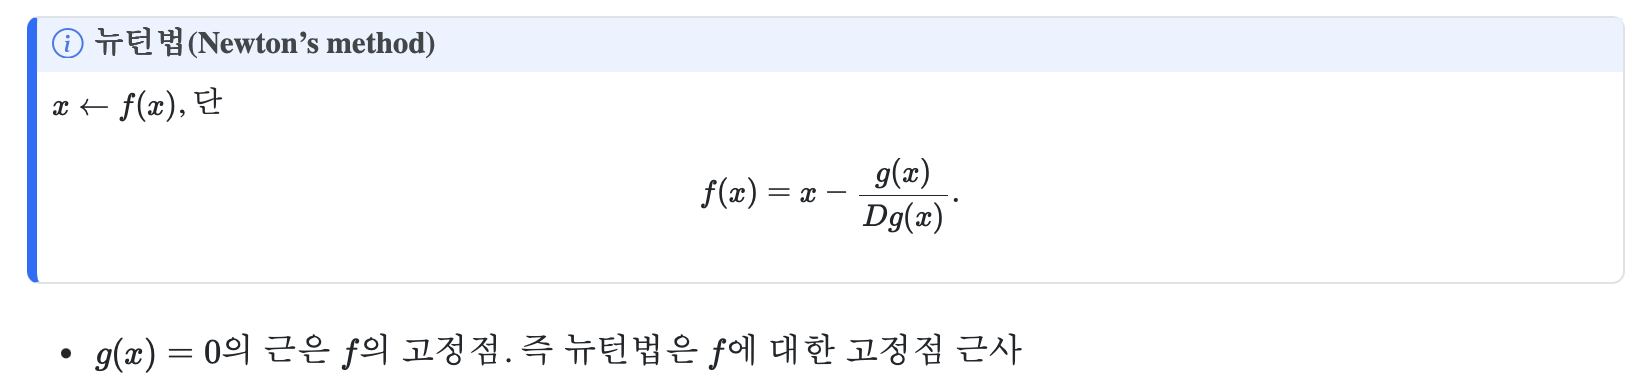 뉴턴법(Newton’s method)
x ← f(x), 단
f(x) = x − g(x)/Dg(x).
• g(x) = 0의 근은 f의 고정점. 즉 뉴턴법은 f에 대한 고정점 근사